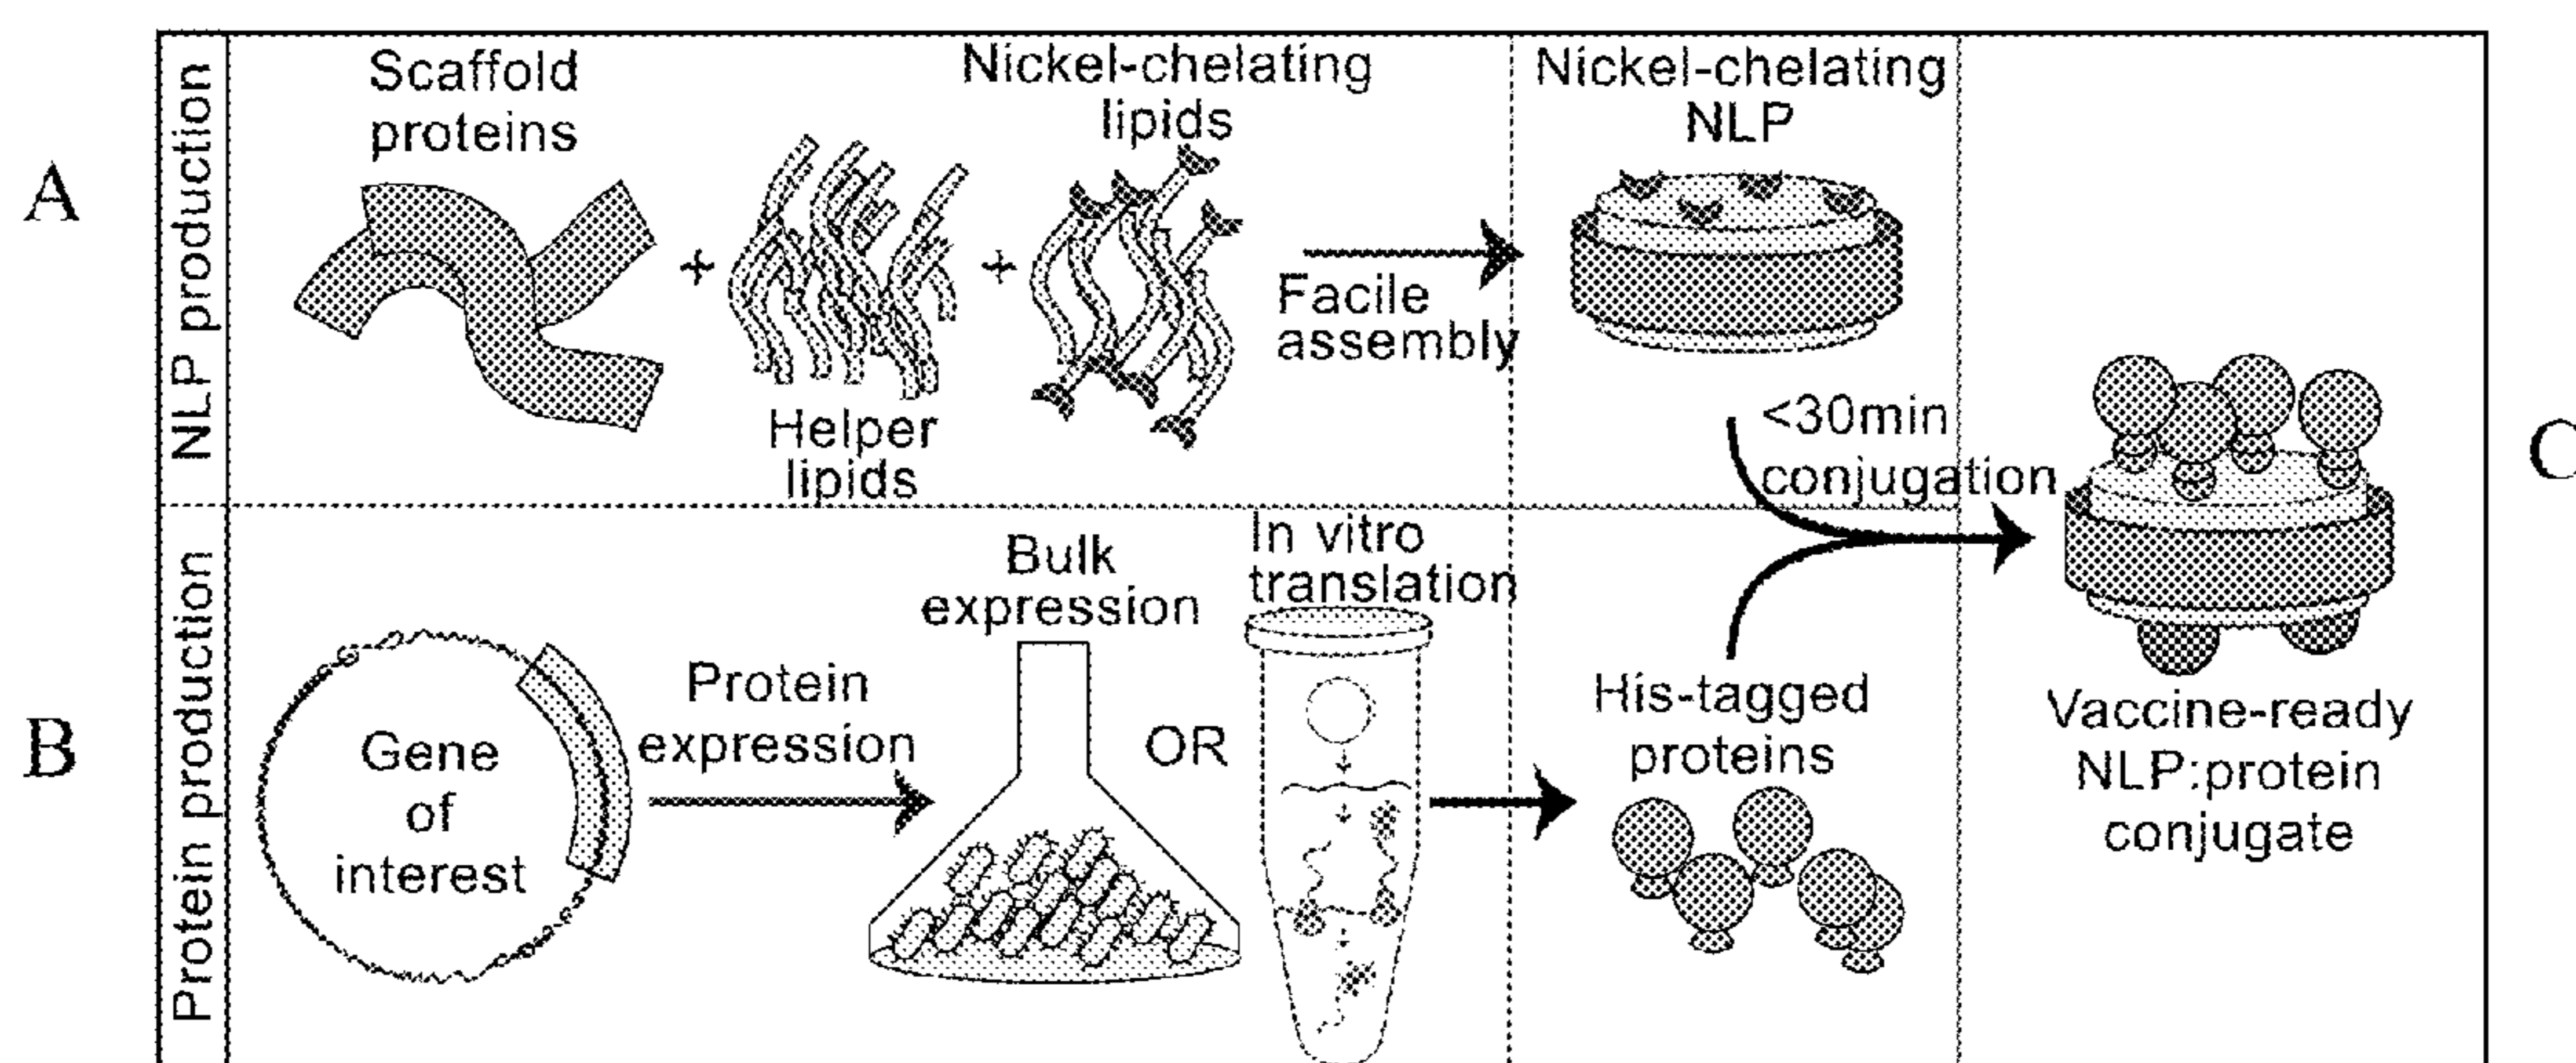 A
NLP production
Scaffold
proteins
+
Helper
lipids
+
Nickel-chelating
lipids
Facile
assembly
Nickel-chelating
NLP
<30min
conjugation
B
Protein production
Gene
of
interest
Protein
expression
Bulk
expression
OR
In vitro
translation
His-tagged
proteins
C
Vaccine-ready
NLP:protein
conjugate